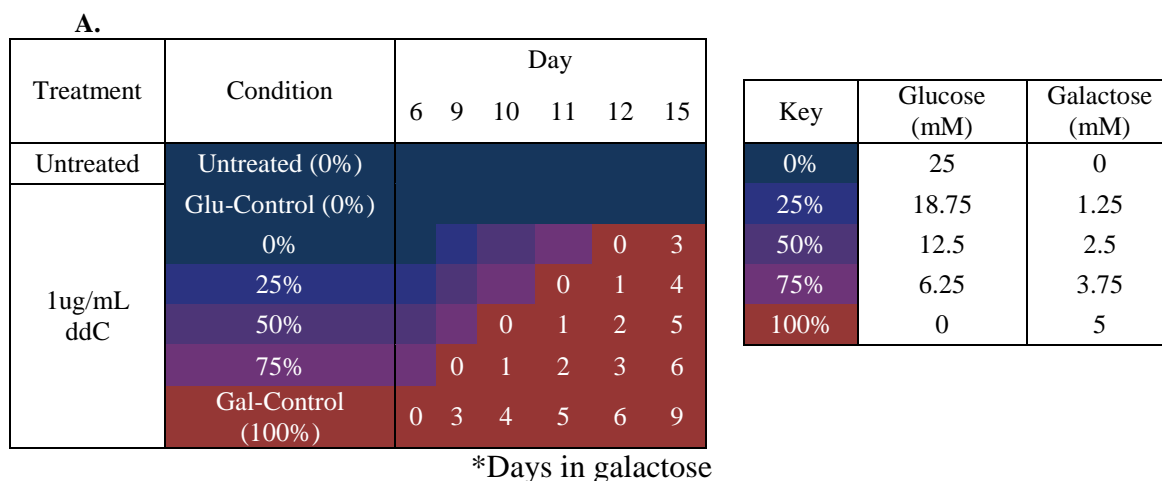 A.
Treatment Condition Day
6 9 10 11 12 15
Untreated Untreated (0%)
1ug/mL
ddC
Glu-Control (0%)
0% 0 3
25% 0 1 4
50% 0 1 2 5
75% 0 1 2 3 6
Gal-Control
(100%) 0 3 4 5 6 9
*Days in galactose
Key Glucose
(mM) Galactose
(mM)
0% 25 0
25% 18.75 1.25
50% 12.5 2.5
75% 6.25 3.75
100% 0 5